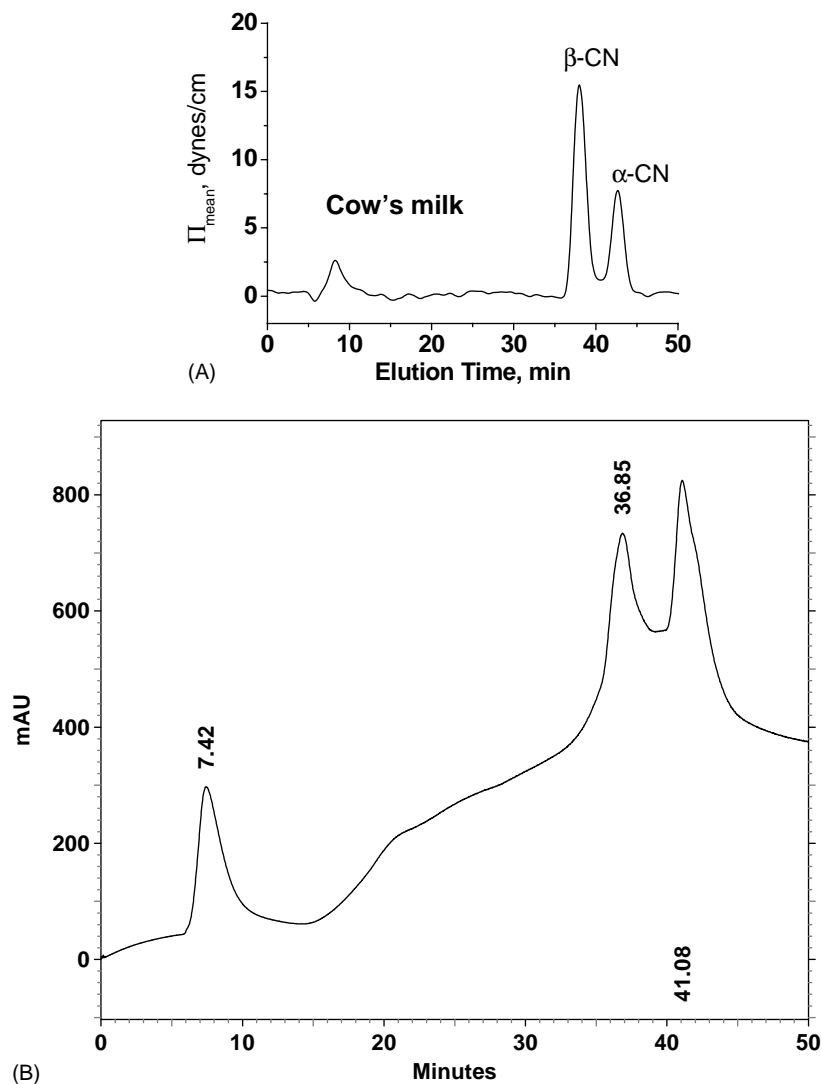 20
15
10
5
0
Π_mean, dynes/cm
β-CN
α-CN
Cow's milk
0 10 20 30 40 50
Elution Time, min
(A)
800
600
400
200
0
mAU
7.42
36.85
41.08
0 10 20 30 40 50
Minutes
(B)